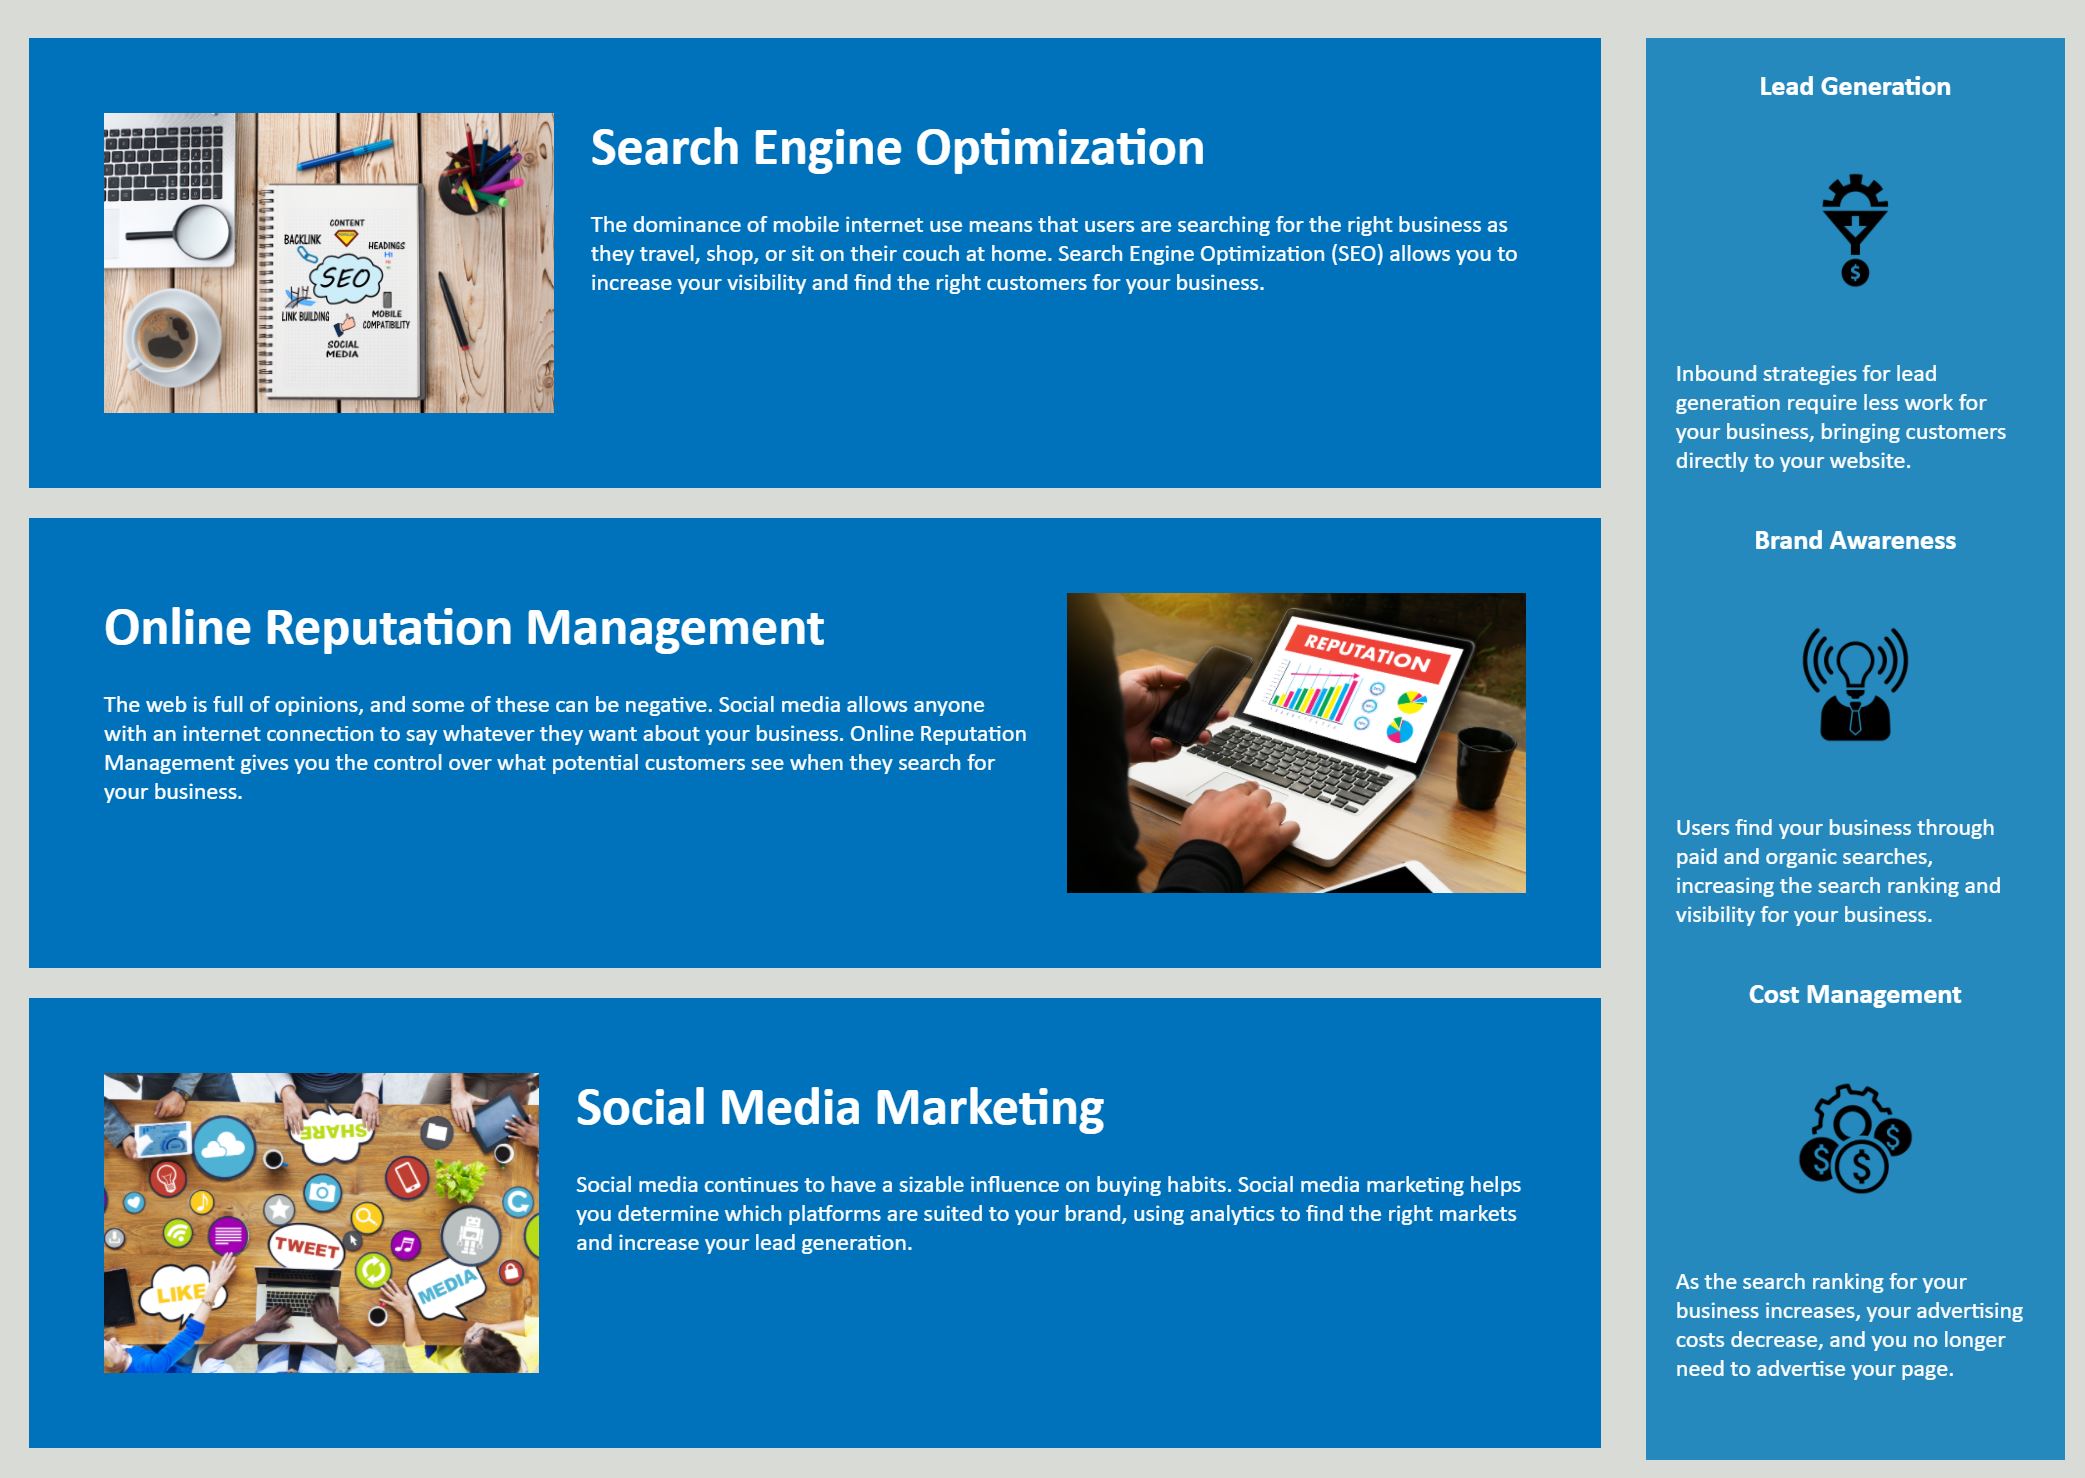 Search Engine Optimization
The dominance of mobile internet use means that users are searching for the right business as
they travel, shop, or sit on their couch at home. Search Engine Optimization (SEO) allows you to
increase your visibility and find the right customers for your business.
CONTENT
BACKLINK
HEADINGS
H1
SEO
LINK BUILDING
MOBILE
COMPATIBILITY
SOCIAL
MEDIA
Online Reputation Management
The web is full of opinions, and some of these can be negative. Social media allows anyone
with an internet connection to say whatever they want about your business. Online Reputation
Management gives you the control over what potential customers see when they search for
your business.
REPUTATION
Social Media Marketing
Social media continues to have a sizable influence on buying habits. Social media marketing helps
you determine which platforms are suited to your brand, using analytics to find the right markets
and increase your lead generation.
SHARE
TWEET
LIKE
MEDIA
Lead Generation
$
Inbound strategies for lead
generation require less work for
your business, bringing customers
directly to your website.
Brand Awareness
Users find your business through
paid and organic searches,
increasing the search ranking and
visibility for your business.
Cost Management
$ $ $
As the search ranking for your
business increases, your advertising
costs decrease, and you no longer
need to advertise your page.